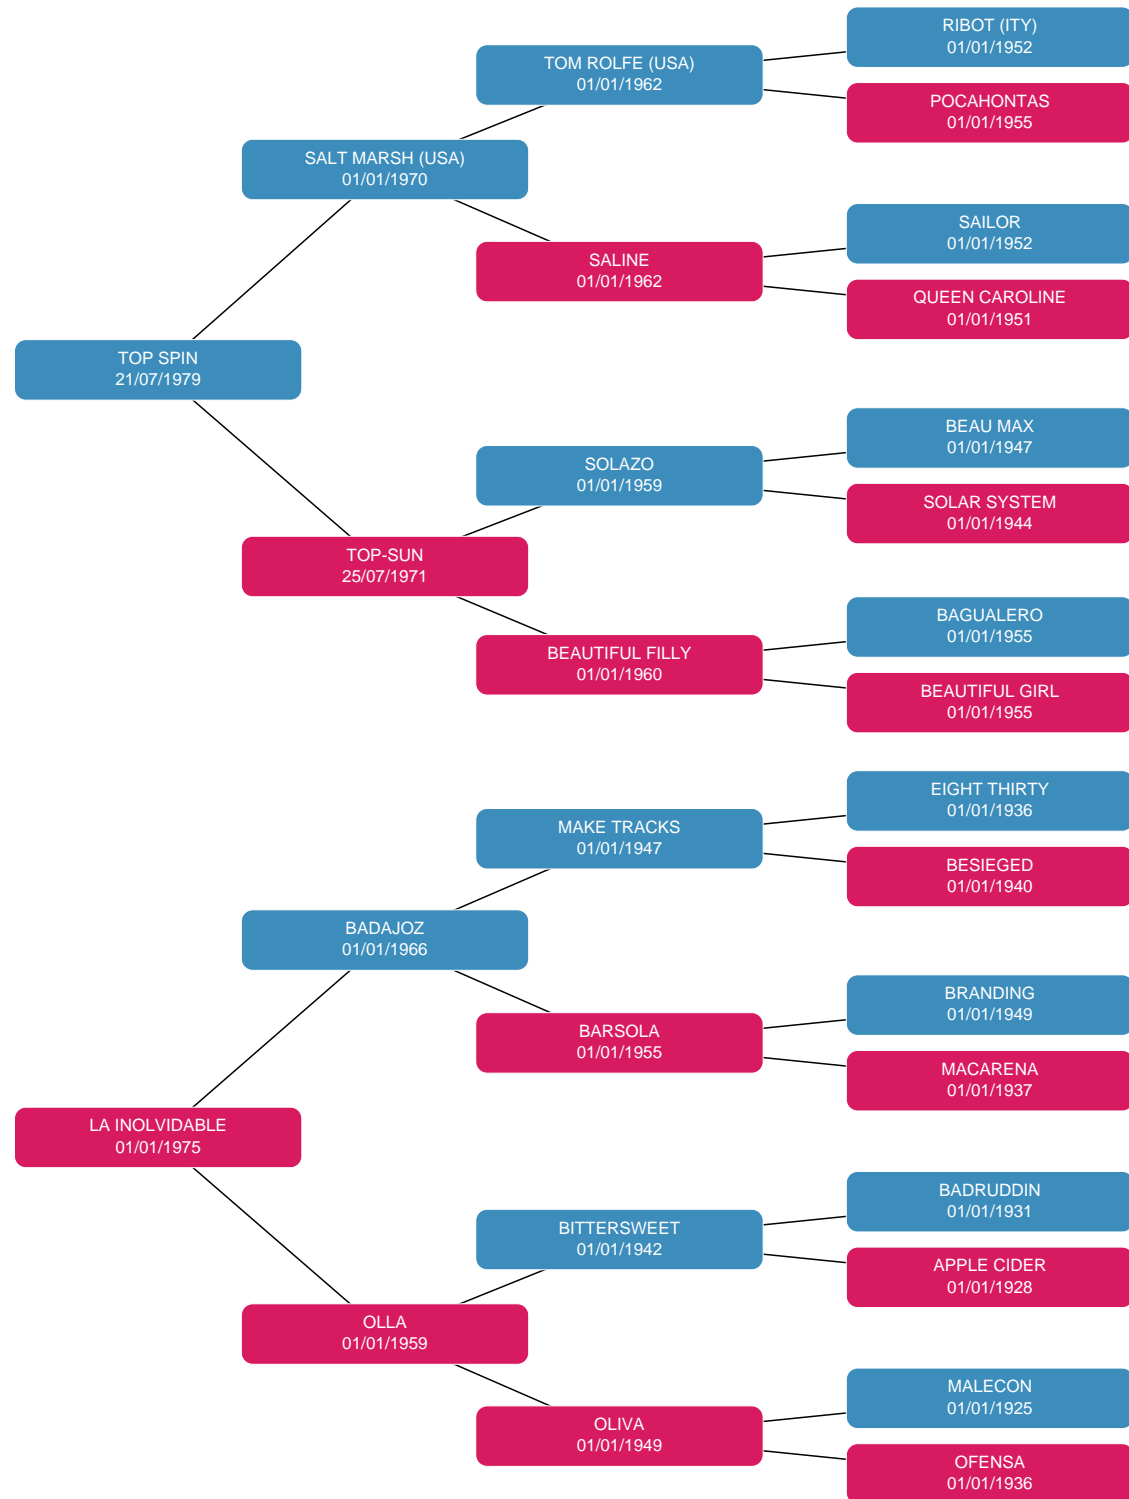 RIBOT (ITY)
01/01/1952
TOM ROLFE (USA)
01/01/1962
POCAHONTAS
01/01/1955
SALT MARSH (USA)
01/01/1970
SAILOR
01/01/1952
SALINE
01/01/1962
QUEEN CAROLINE
01/01/1951
TOP SPIN
21/07/1979
BEAU MAX
01/01/1947
SOLAZO
01/01/1959
SOLAR SYSTEM
01/01/1944
TOP-SUN
25/07/1971
BAGUALERO
01/01/1955
BEAUTIFUL FILLY
01/01/1960
BEAUTIFUL GIRL
01/01/1955
EIGHT THIRTY
01/01/1936
MAKE TRACKS
01/01/1947
BESIEGED
01/01/1940
BADAJOZ
01/01/1966
BRANDING
01/01/1949
BARSOLA
01/01/1955
MACARENA
01/01/1937
LA INOLVIDABLE
01/01/1975
BADRUDDIN
01/01/1931
BITTERSWEET
01/01/1942
APPLE CIDER
01/01/1928
OLLA
01/01/1959
MALECON
01/01/1925
OLIVA
01/01/1949
OFENSA
01/01/1936